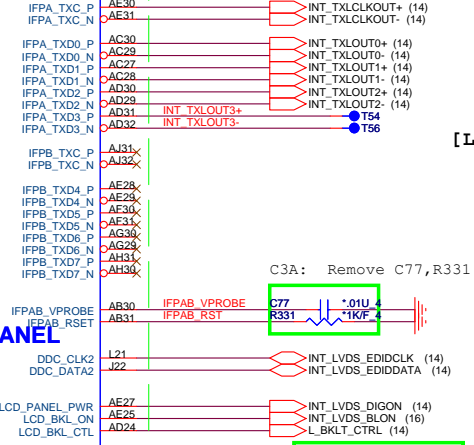 IFPA_TXC_P AE30 INT_TXLCLKOUT+ (14)
IFPA_TXC_N AE31 INT_TXLCLKOUT- (14)
IFPA_TXD0_P AC30 INT_TXLOUT0+ (14)
IFPA_TXD0_N AC29 INT_TXLOUT0- (14)
IFPA_TXD1_P AC27 INT_TXLOUT1+ (14)
IFPA_TXD1_N AC28 INT_TXLOUT1- (14)
IFPA_TXD2_P AD30 INT_TXLOUT2+ (14)
IFPA_TXD2_N AD29 INT_TXLOUT2- (14)
IFPA_TXD3_P AD31 INT_TXLOUT3+ T54
IFPA_TXD3_N AD32 INT_TXLOUT3- T56
[L
IFPB_TXC_P AJ31
IFPB_TXC_N AJ32
IFPB_TXD4_P AE28
IFPB_TXD4_N AE29
IFPB_TXD5_P AF30
IFPB_TXD5_N AF31
IFPB_TXD6_P AG30
IFPB_TXD6_N AG29
IFPB_TXD7_P AH31
IFPB_TXD7_N AH30
C3A: Remove C77,R331
IFPAB_VPROBE AB30 IFPAB_VPROBE C77 *.01U_4
IFPAB_RSET AB31 IFPAB_RST R331 *1K/F_4
ANEL
DDC_CLK2 L21 INT_LVDS_EDIDCLK (14)
DDC_DATA2 J22 INT_LVDS_EDIDDATA (14)
LCD_PANEL_PWR AE27 INT_LVDS_DIGON (14)
LCD_BKL_ON AE25 INT_LVDS_BLON (16)
LCD_BKL_CTL AD24 L_BKLT_CTRL (14)